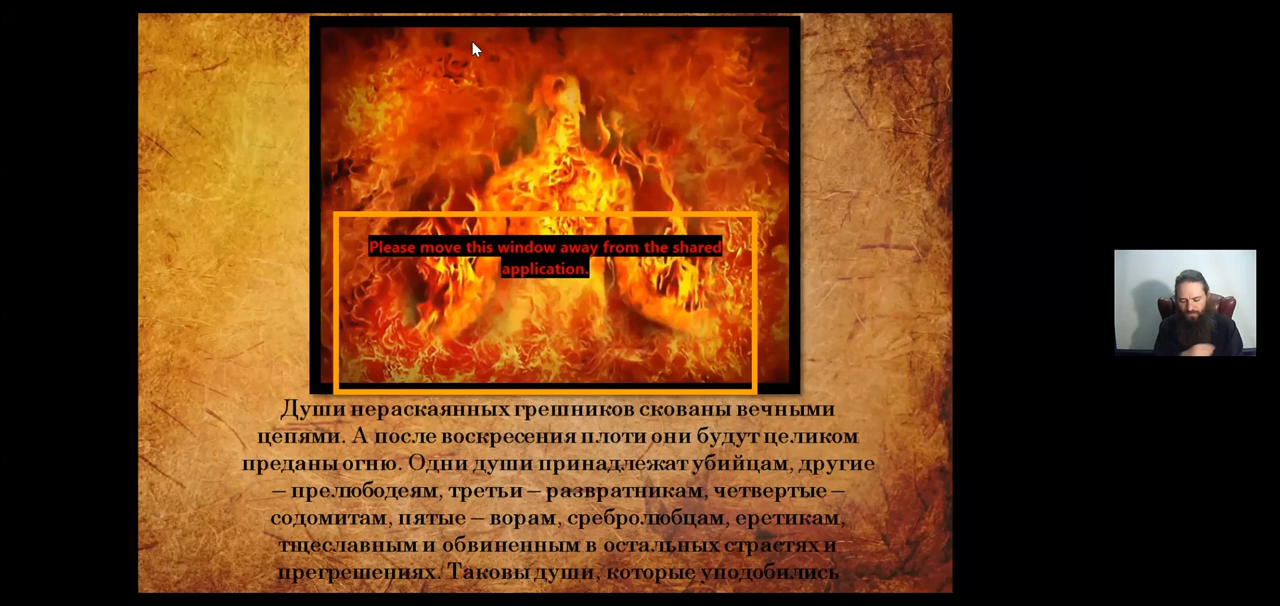 Please move this window away from the shared
application.
Души нераскаянных грешников скованы вечными
цепями. А после воскресения плоти они будут целиком
преданы огню. Одни души принадлежат убийцам, другие
– прелюбодеям, третьи – развратникам, четвертые –
содомитам, пятые – ворам, сребролюбцам, еретикам,
тщеславным и обвиненным в остальных страстях и
прегрешениях. Таковы души, которые уподобились